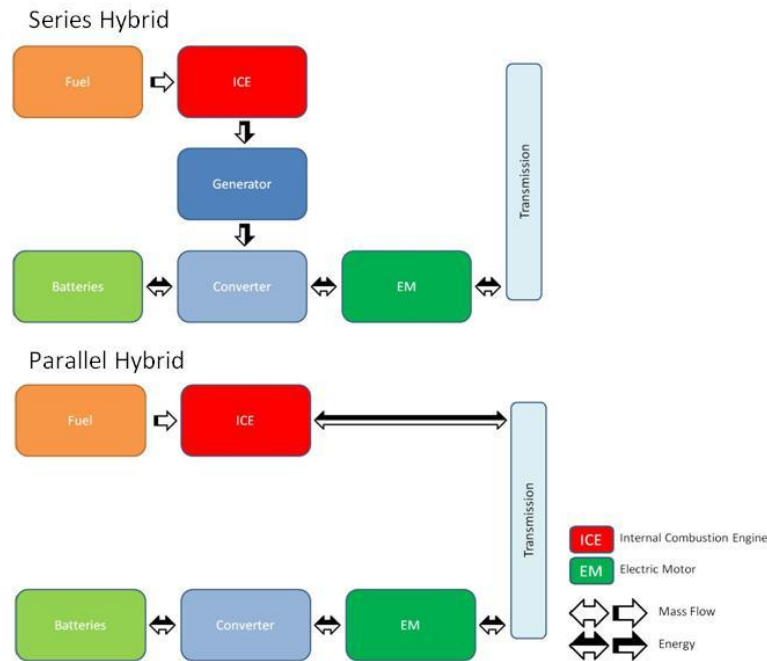 Series Hybrid
Fuel
ICE
Generator
Batteries
Converter
EM
Transmission
Parallel Hybrid
Fuel
ICE
Batteries
Converter
EM
Transmission
ICE Internal Combustion Engine
EM Electric Motor
Mass Flow
Energy